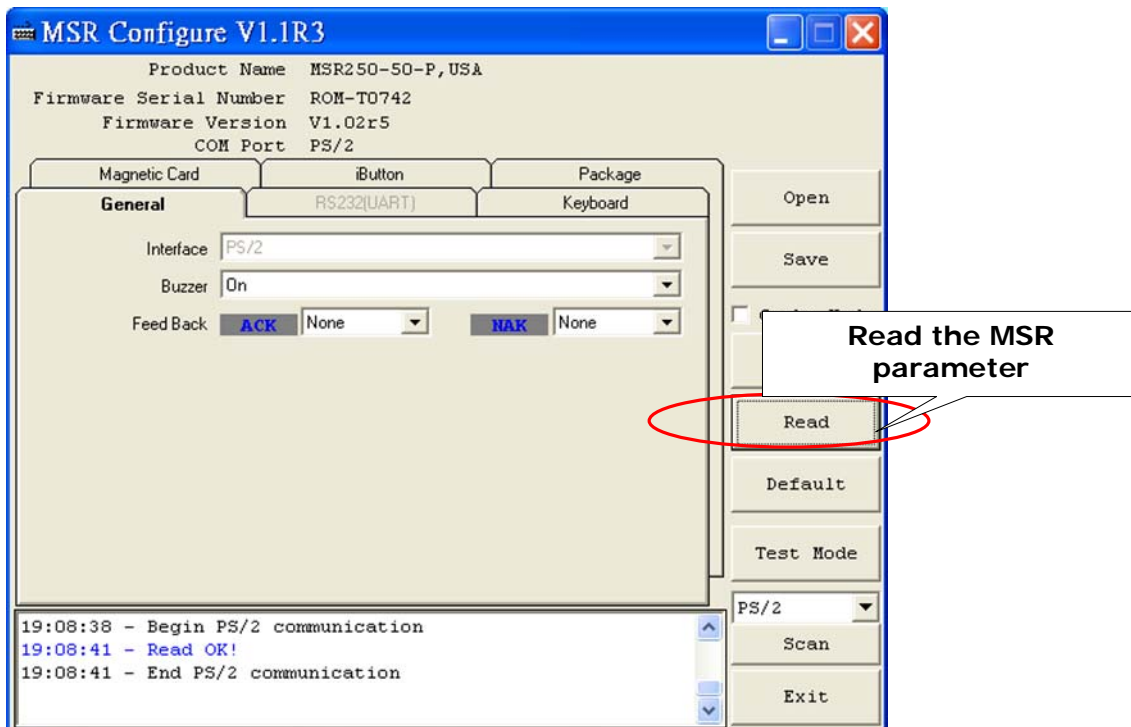 MSR Configure V1.1R3
Product Name MSR250-50-P,USA
Firmware Serial Number ROM-T0742
Firmware Version V1.02r5
COM Port PS/2
Magnetic Card iButton Package
General RS232(UART) Keyboard
Interface PS/2
Buzzer On
Feed Back ACK None NAK None
Open
Save
Read the MSR
parameter
Read
Default
Test Mode
PS/2
Scan
Exit
19:08:38 - Begin PS/2 communication
19:08:41 - Read OK!
19:08:41 - End PS/2 communication